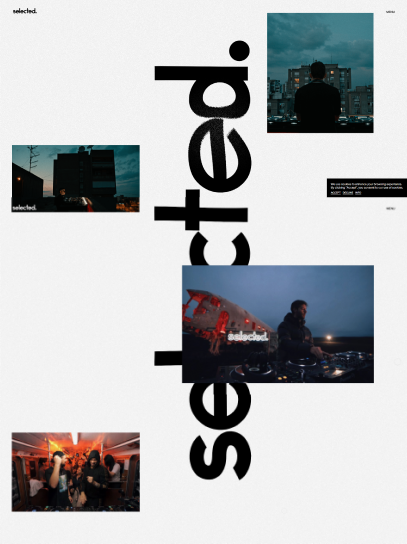 selected.
MENU
selected.
selected.
We use cookies to enhance your browsing experience.
By clicking "Accept", you consent to our use of cookies.
ACCEPT DECLINE INFO
MENU
selected.